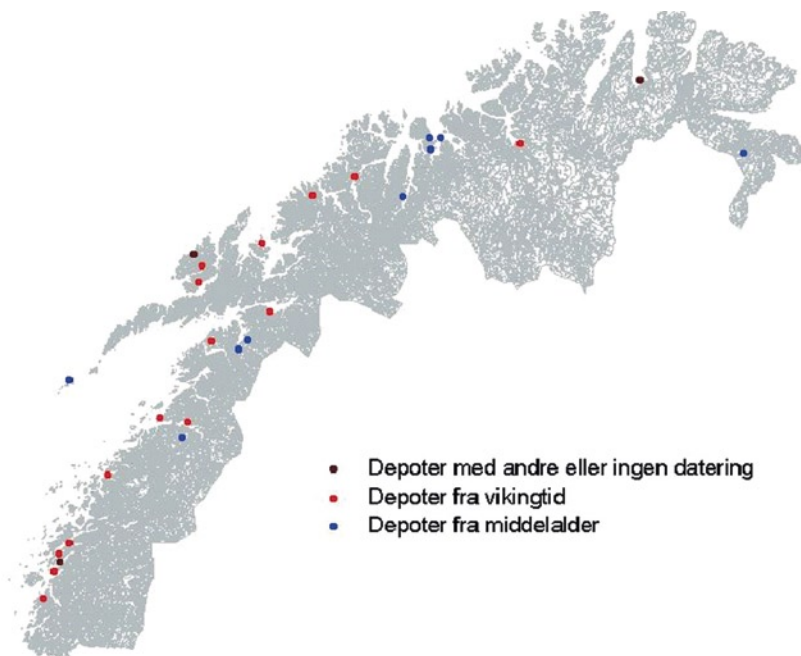 Depoter med andre eller ingen datering
Depoter fra vikingtid
Depoter fra middelalder